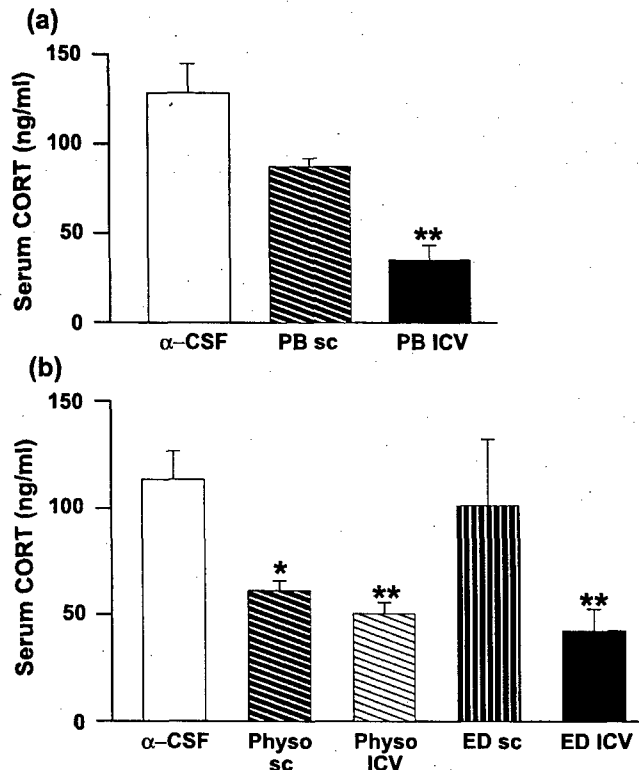 (a)
150
100
50
0
Serum CORT (ng/ml)
**
α–CSF PB sc PB ICV
(b)
150
100
50
0
Serum CORT (ng/ml)
*
**
**
α–CSF Physo sc Physo ICV ED sc ED ICV